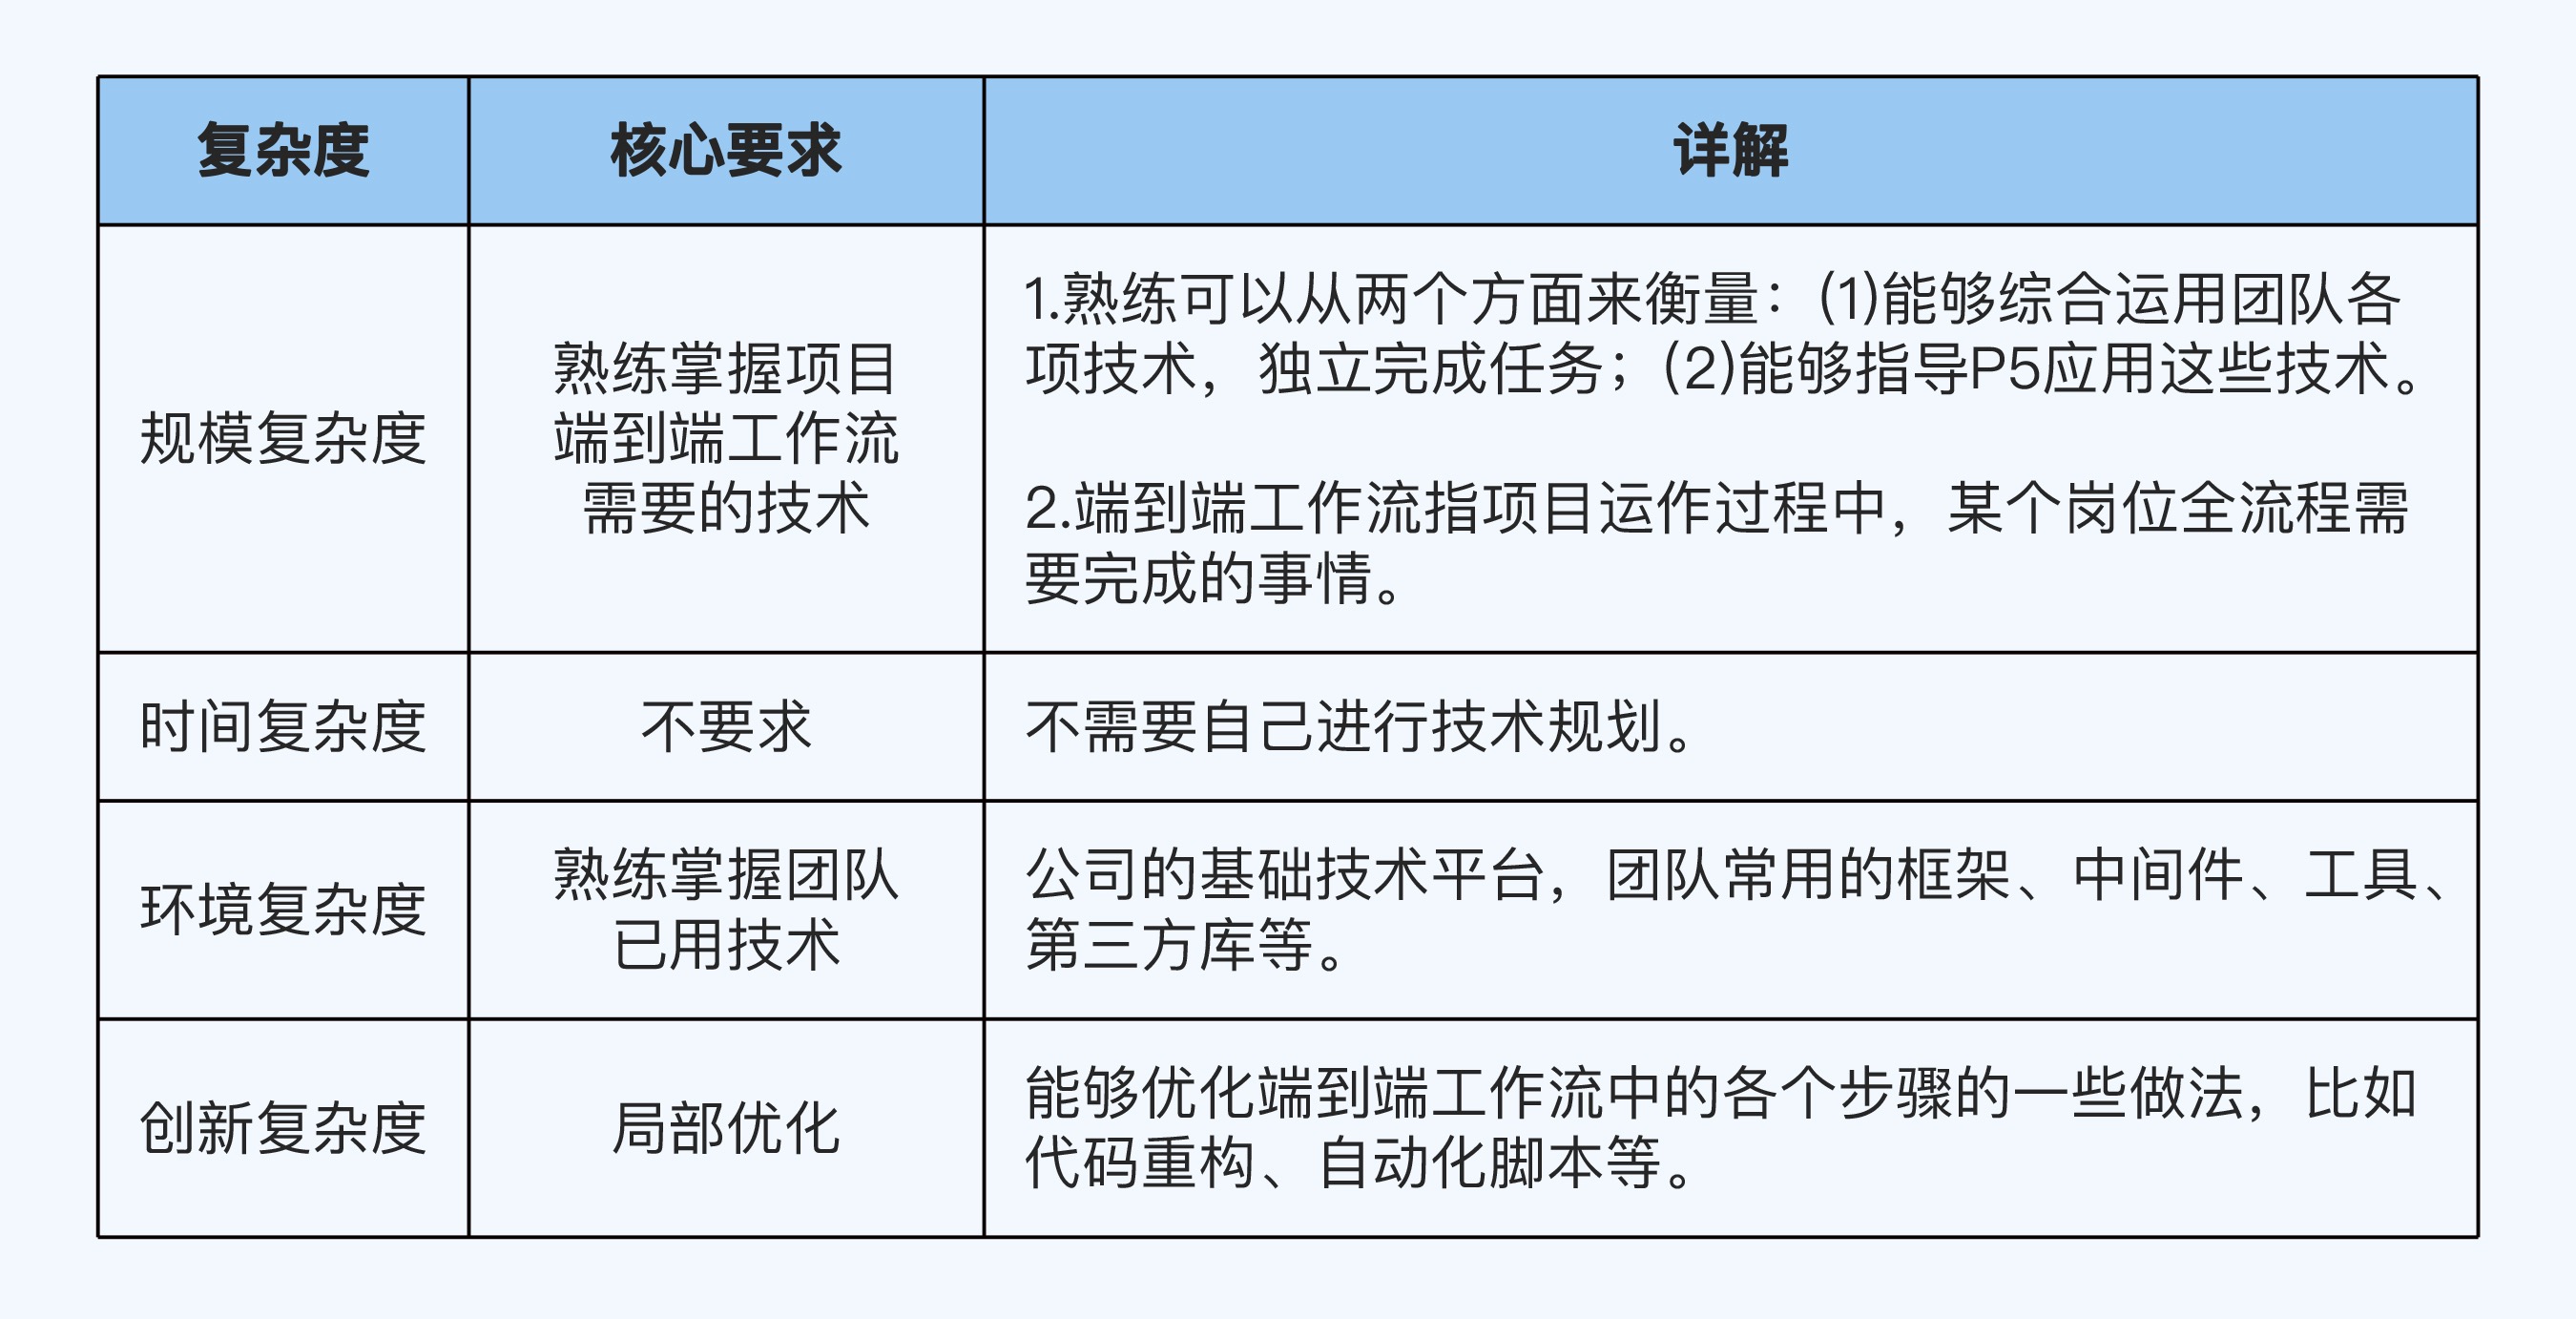 复杂度
核心要求
详解
规模复杂度
熟练掌握项目
端到端工作流
需要的技术
1.熟练可以从两个方面来衡量：(1)能够综合运用团队各
项技术，独立完成任务；(2)能够指导P5应用这些技术。
2.端到端工作流指项目运作过程中，某个岗位全流程需
要完成的事情。
时间复杂度
不要求
不需要自己进行技术规划。
环境复杂度
熟练掌握团队
已用技术
公司的基础技术平台，团队常用的框架、中间件、工具、
第三方库等。
创新复杂度
局部优化
能够优化端到端工作流中的各个步骤的一些做法，比如
代码重构、自动化脚本等。